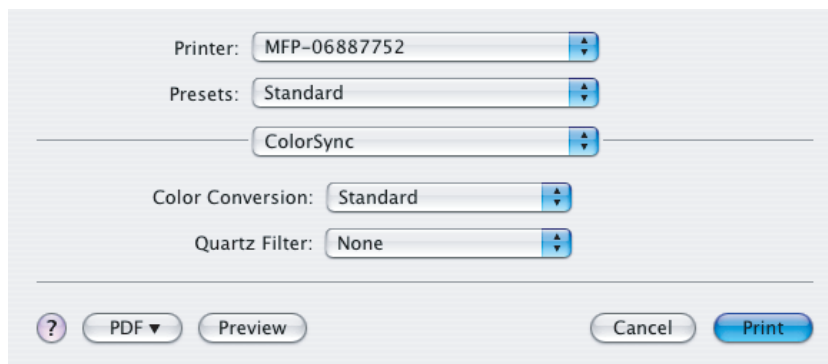 Printer: MFP-06887752
Presets: Standard
ColorSync
Color Conversion: Standard
Quartz Filter: None
? PDF ▼ Preview Cancel Print